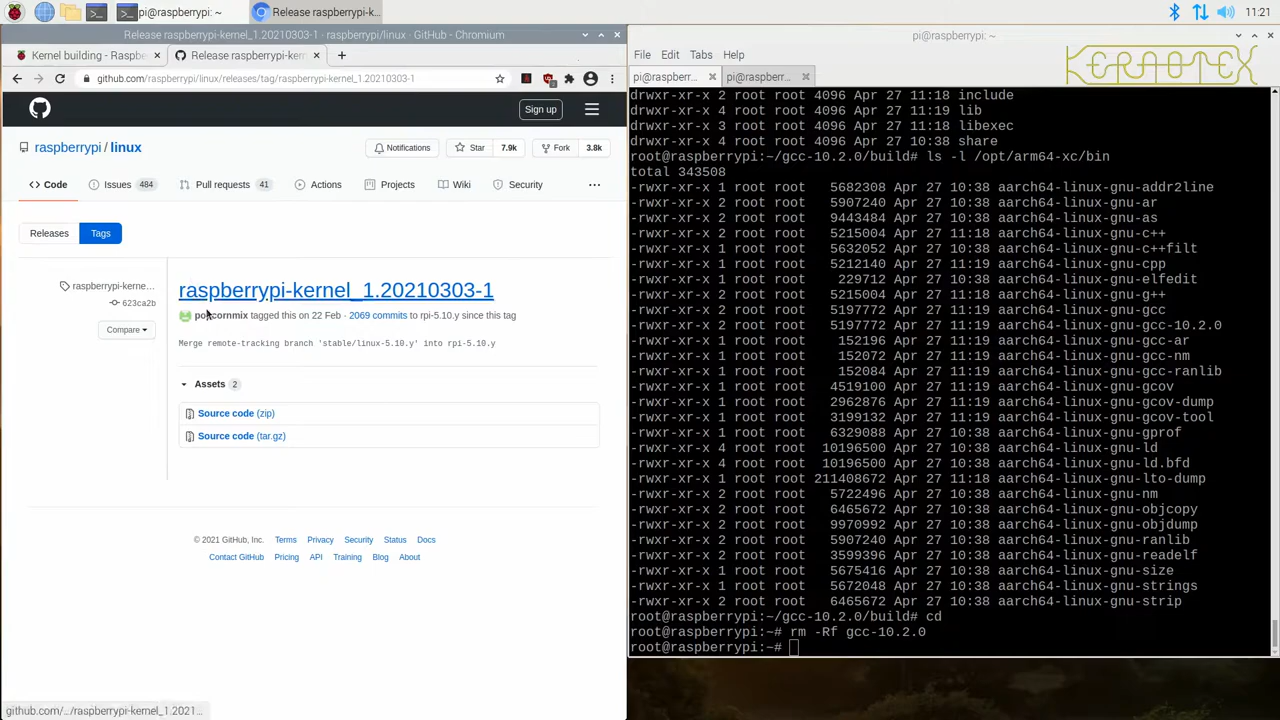 pi@raspberrypi: ~
Release raspberrypi-k...
11:21
Release raspberrypi-kernel_1.20210303-1 · raspberrypi/linux · GitHub - Chromium
Kernel building - Raspbe
Release raspberrypi-kern
github.com/raspberrypi/linux/releases/tag/raspberrypi-kernel_1.20210303-1
Sign up
raspberrypi / linux
Notifications
Star
7.9k
Fork
3.8k
Code
Issues 484
Pull requests 41
Actions
Projects
Wiki
Security
Releases
Tags
raspberrypi-kerne...
623ca2b
Compare
raspberrypi-kernel_1.20210303-1
popcornmix tagged this on 22 Feb · 2069 commits to rpi-5.10.y since this tag
Merge remote-tracking branch 'stable/linux-5.10.y' into rpi-5.10.y
Assets 2
Source code (zip)
Source code (tar.gz)
© 2021 GitHub, Inc.
Terms
Privacy
Security
Status
Docs
Contact GitHub
Pricing
API
Training
Blog
About
github.com/.../raspberrypi-kernel_1.2021...
pi@raspberrypi: ~
File Edit Tabs Help
pi@raspberr...
pi@raspberr...
drwxr-xr-x 2 root root 4096 Apr 27 11:18 include
drwxr-xr-x 4 root root 4096 Apr 27 11:19 lib
drwxr-xr-x 3 root root 4096 Apr 27 11:18 libexec
drwxr-xr-x 4 root root 4096 Apr 27 11:18 share
root@raspberrypi:~/gcc-10.2.0/build# ls -l /opt/arm64-xc/bin
total 343508
-rwxr-xr-x 1 root root 5682308 Apr 27 10:38 aarch64-linux-gnu-addr2line
-rwxr-xr-x 2 root root 5907240 Apr 27 10:38 aarch64-linux-gnu-ar
-rwxr-xr-x 2 root root 9443484 Apr 27 10:38 aarch64-linux-gnu-as
-rwxr-xr-x 2 root root 5215004 Apr 27 11:18 aarch64-linux-gnu-c++
-rwxr-xr-x 1 root root 5632052 Apr 27 10:38 aarch64-linux-gnu-c++filt
-rwxr-xr-x 1 root root 5212140 Apr 27 11:19 aarch64-linux-gnu-cpp
-rwxr-xr-x 1 root root 229712 Apr 27 10:38 aarch64-linux-gnu-elfedit
-rwxr-xr-x 2 root root 5215004 Apr 27 11:18 aarch64-linux-gnu-g++
-rwxr-xr-x 2 root root 5197772 Apr 27 11:19 aarch64-linux-gnu-gcc
-rwxr-xr-x 2 root root 5197772 Apr 27 11:19 aarch64-linux-gnu-gcc-10.2.0
-rwxr-xr-x 1 root root 152196 Apr 27 11:19 aarch64-linux-gnu-gcc-ar
-rwxr-xr-x 1 root root 152072 Apr 27 11:19 aarch64-linux-gnu-gcc-nm
-rwxr-xr-x 1 root root 152084 Apr 27 11:19 aarch64-linux-gnu-gcc-ranlib
-rwxr-xr-x 1 root root 4519100 Apr 27 11:19 aarch64-linux-gnu-gcov
-rwxr-xr-x 1 root root 2962876 Apr 27 11:19 aarch64-linux-gnu-gcov-dump
-rwxr-xr-x 1 root root 3199132 Apr 27 11:19 aarch64-linux-gnu-gcov-tool
-rwxr-xr-x 1 root root 6329088 Apr 27 10:38 aarch64-linux-gnu-gprof
-rwxr-xr-x 4 root root 10196500 Apr 27 10:38 aarch64-linux-gnu-ld
-rwxr-xr-x 4 root root 10196500 Apr 27 10:38 aarch64-linux-gnu-ld.bfd
-rwxr-xr-x 1 root root 211408672 Apr 27 11:18 aarch64-linux-gnu-lto-dump
-rwxr-xr-x 2 root root 5722496 Apr 27 10:38 aarch64-linux-gnu-nm
-rwxr-xr-x 2 root root 6465672 Apr 27 10:38 aarch64-linux-gnu-objcopy
-rwxr-xr-x 2 root root 9970992 Apr 27 10:38 aarch64-linux-gnu-objdump
-rwxr-xr-x 2 root root 5907240 Apr 27 10:38 aarch64-linux-gnu-ranlib
-rwxr-xr-x 2 root root 3599396 Apr 27 10:38 aarch64-linux-gnu-readelf
-rwxr-xr-x 1 root root 5675416 Apr 27 10:38 aarch64-linux-gnu-size
-rwxr-xr-x 1 root root 5672048 Apr 27 10:38 aarch64-linux-gnu-strings
-rwxr-xr-x 2 root root 6465672 Apr 27 10:38 aarch64-linux-gnu-strip
root@raspberrypi:~/gcc-10.2.0/build# cd
root@raspberrypi:~# rm -Rf gcc-10.2.0
root@raspberrypi:~#